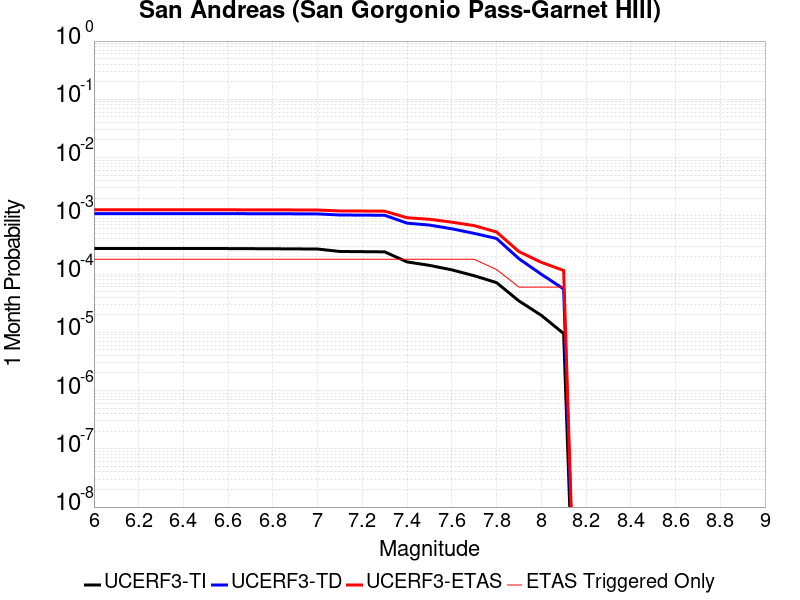 San Andreas (San Gorgonio Pass-Garnet HIll)
1 Month Probability
10^0
10^-1
10^-2
10^-3
10^-4
10^-5
10^-6
10^-7
10^-8
6 6.2 6.4 6.6 6.8 7 7.2 7.4 7.6 7.8 8 8.2 8.4 8.6 8.8 9
Magnitude
UCERF3-TI UCERF3-TD UCERF3-ETAS ETAS Triggered Only